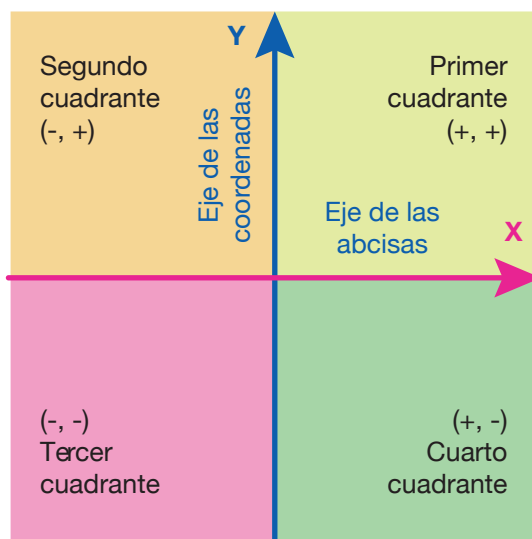 Segundo
cuadrante
(-, +)
Y
Eje de las
coordenadas
Primer
cuadrante
(+, +)
Eje de las
abcisas
X
(-, -)
Tercer
cuadrante
(+, -)
Cuarto
cuadrante